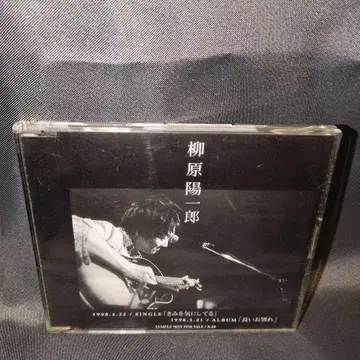 柳原陽一郎
1998.4.22 / SINGLE「きみを気にしてる」
1998.5.21 / ALBUM「長いお別れ」
SAMPLE NOT FOR SALE /